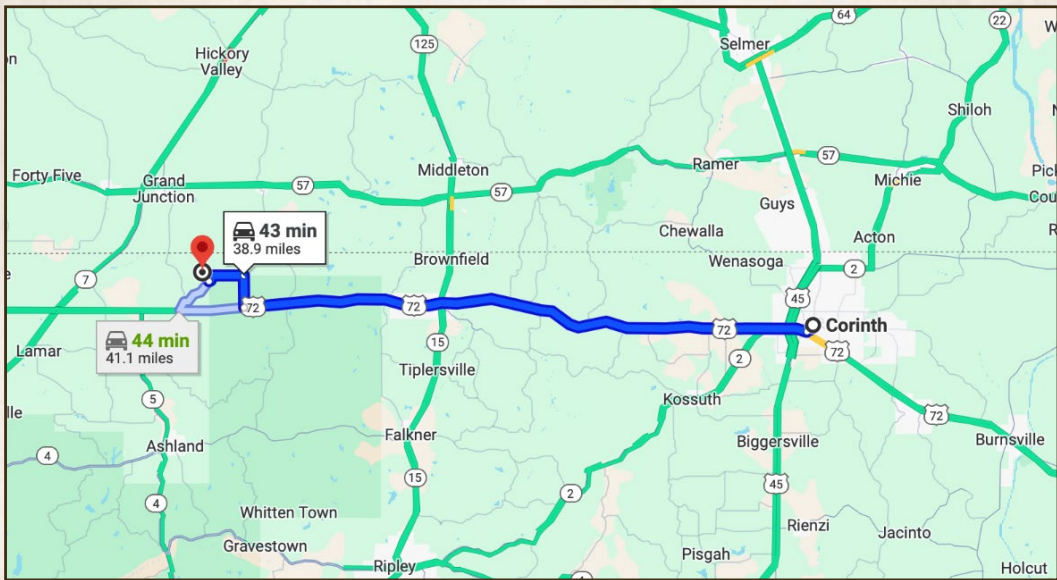 64
22
Selmer
Hickory
Valley
125
Shiloh
Ramer
57
Middleton
Forty Five
Grand
Junction
57
57
Michie
Guys
43 min
38.9 miles
Chewalla
Acton
Brownfield
Wenasoga
2
7
72
72
45
44 min
41.1 miles
72
Corinth
Lamar
15
2
72
Tiplersville
5
Kossuth
72
Falkner
Biggersville
Burnsville
Ashland
4
15
45
4
2
Whitten Town
Rienzi
Jacinto
Gravestown
Pisgah
Ripley
Holcut